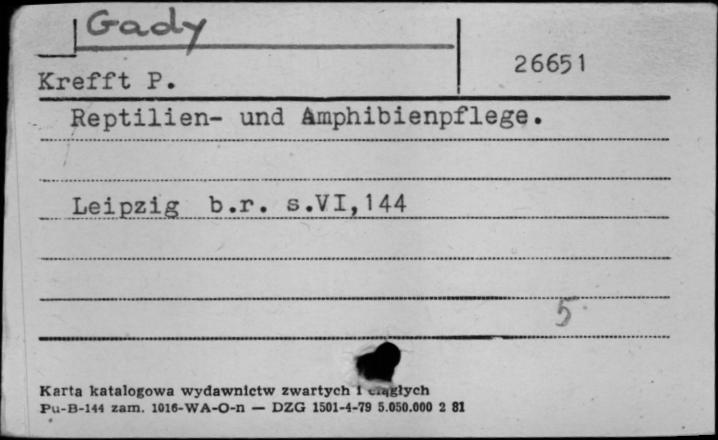 Gady
26651
Krefft P.
Reptilien- und Amphibienpflege.
Leipzig b.r. s.VI,144
5
Karta katalogowa wydawnictw zwartych i ciągłych
Pu-B-144 zam. 1016-WA-O-n — DZG 1501-4-79 5.050.000 2 81